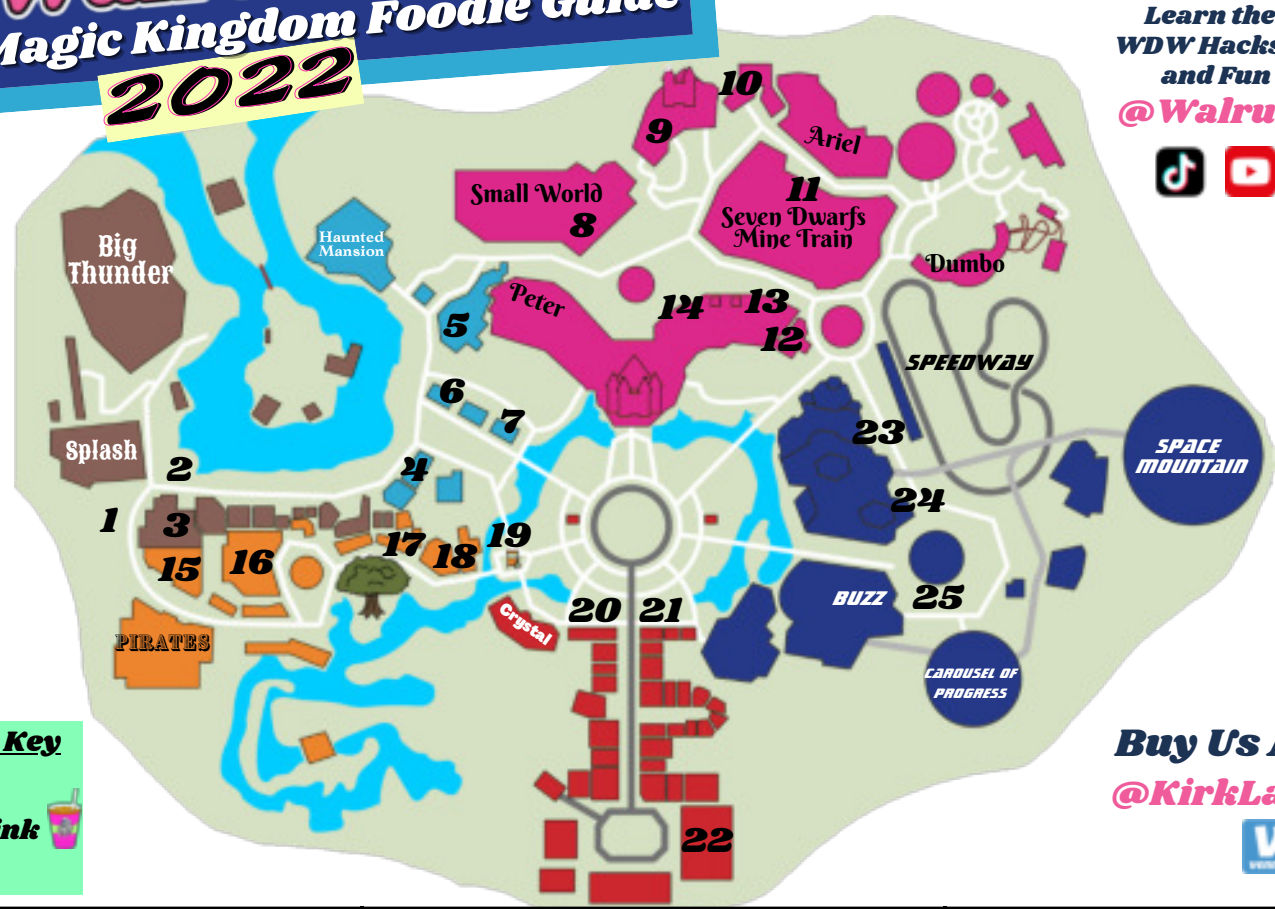 Magic Kingdom Foodie Guide
2022
Learn the
WDW Hacks
and Fun
@Walru
10
9
Ariel
Small World
8
11
Seven Dwarfs
Mine Train
Haunted
Mansion
Big
Thunder
Dumbo
Peter
14
13
12
5
SPEEDWAY
6
7
23
Splash
2
4
SPACE
MOUNTAIN
24
1
3
19
17
18
15
16
20
21
25
BUZZ
Crystal
PIRATES
CAROUSEL OF
PROGRESS
Key
ink
22
Buy Us
@KirkLa